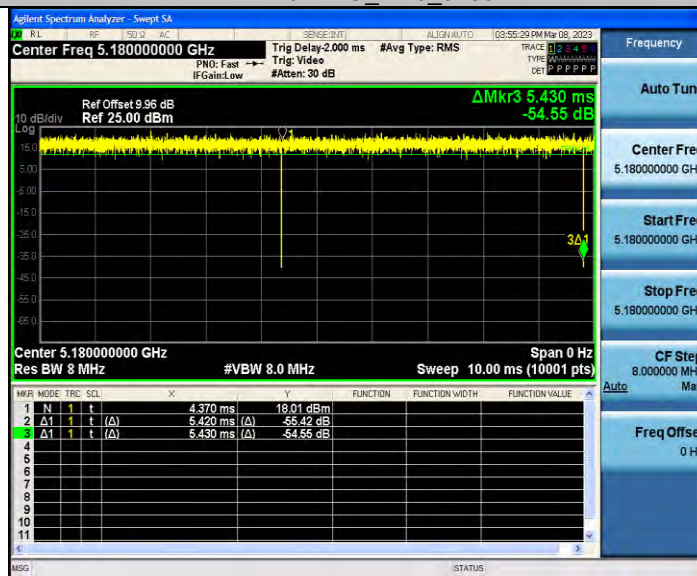 Agilent Spectrum Analyzer - Swept SA
RL RF 50 Ω AC SENSE:INT ALIGN AUTO 03:55:29 PM Mar 08, 2023
Center Freq 5.180000000 GHz
PNO: Fast
IFGain:Low
Trig Delay-2.000 ms
Trig: Video
#Atten: 30 dB
#Avg Type: RMS
TRACE 1 2 3 4 5 6
TYPE W
DET P P P P P P
Frequency
Auto Tun
Center Fre
5.180000000 GH
Start Fre
5.180000000 GH
Stop Fre
5.180000000 GH
CF Step
8.000000 MH
Auto Ma
Freq Offse
0 H
ΔMkr3 5.430 ms
-54.55 dB
Ref Offset 9.96 dB
10 dB/div Ref 25.00 dBm
Log
15.0
5.00
-5.00
-15.0
-25.0
-35.0
-45.0
-55.0
-65.0
1
3Δ1
Center 5.180000000 GHz Span 0 Hz
Res BW 8 MHz #VBW 8.0 MHz Sweep 10.00 ms (10001 pts)
MKR MODE TRC SCL X Y FUNCTION FUNCTION WIDTH FUNCTION VALUE
1 N 1 t 4.370 ms 18.01 dBm
2 Δ1 1 t (Δ) 5.420 ms (Δ) -55.42 dB
3 Δ1 1 t (Δ) 5.430 ms (Δ) -54.55 dB
4
5
6
7
8
9
10
11
MSG STATUS